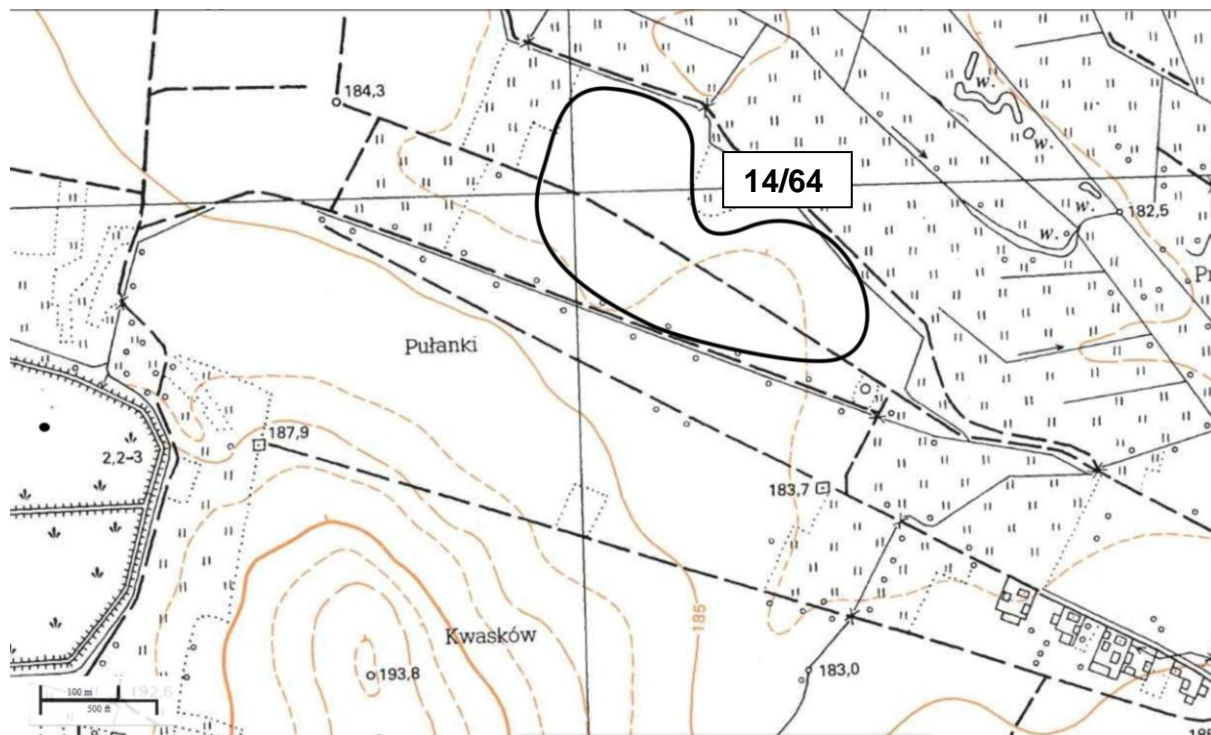 184,3
w.
14/64
w.
w.
182,5
w.
Pułanki
187,9
2,2-3
183,7
185
Kwasków
193,8
183,0
192,6
100 m
500 ft